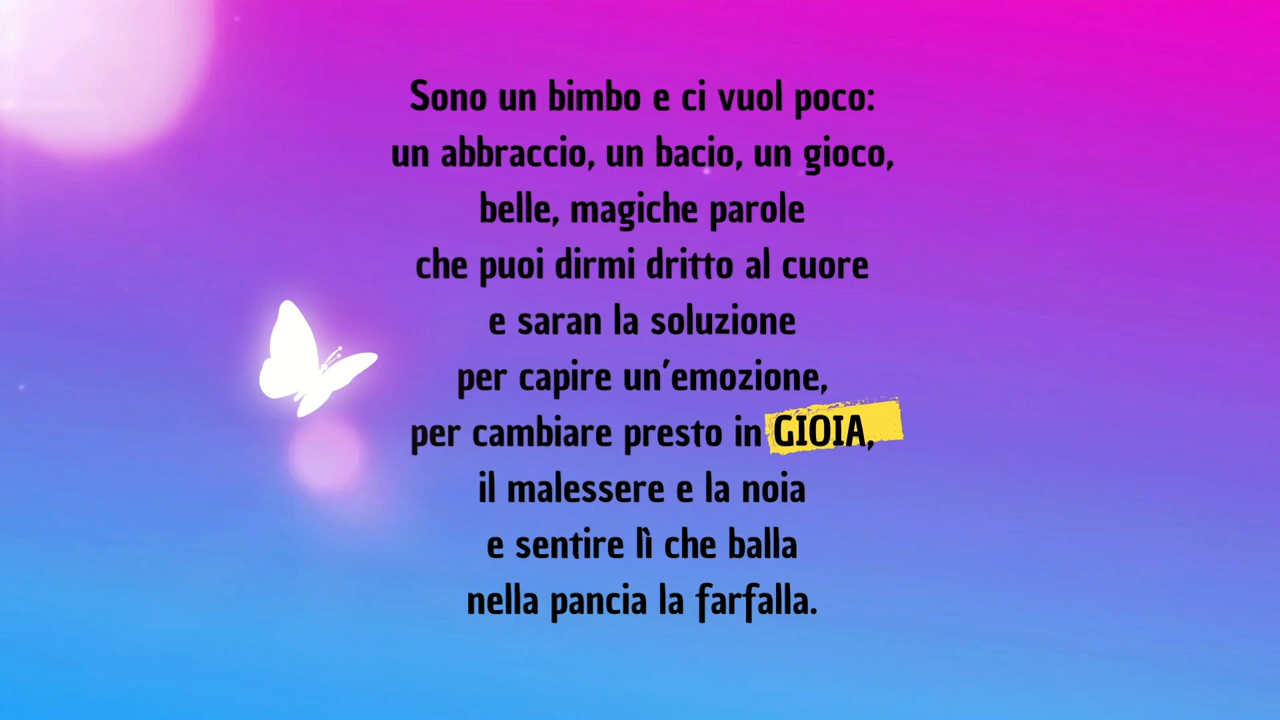 Sono un bimbo e ci vuol poco:
un abbraccio, un bacio, un gioco,
belle, magiche parole
che puoi dirmi dritto al cuore
e saran la soluzione
per capire un'emozione,
per cambiare presto in GIOIA,
il malessere e la noia
e sentire lì che balla
nella pancia la farfalla.